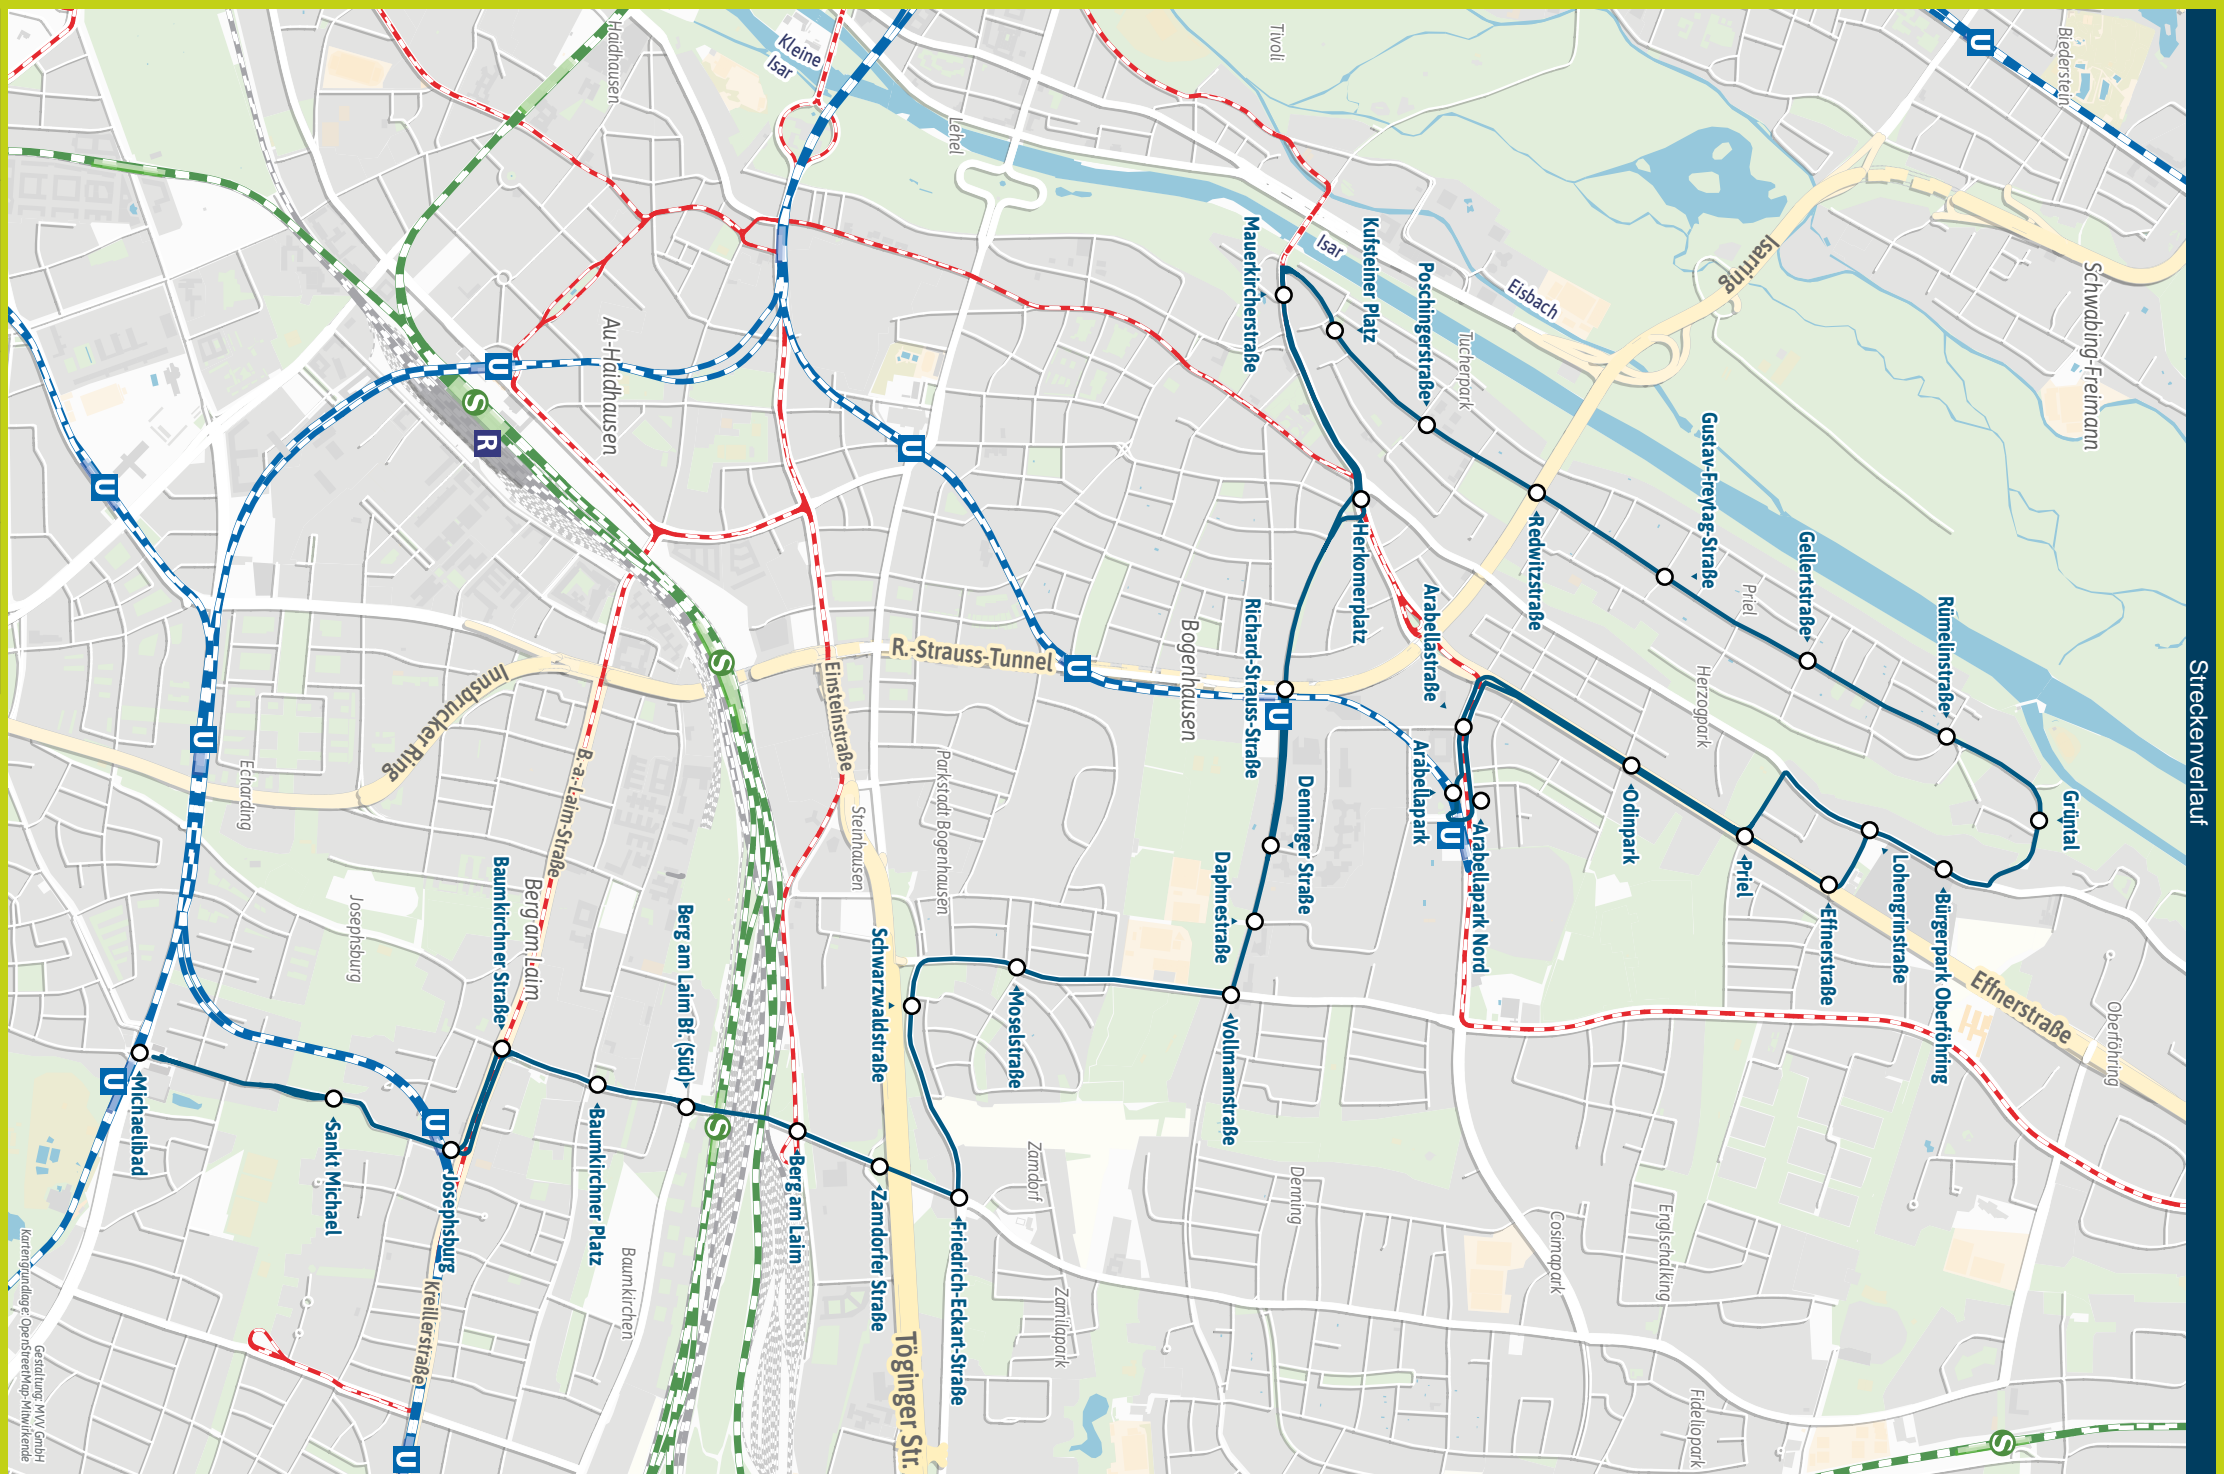 Streckenverlauf
Biederstein
Schwabing-Freimann
Tivoli
Kleine
Isar
Haidhausen
Lehel
Isar
Eisbach
Isarring
Tucherpark
Mauerkircherstraße
Kufsteiner Platz
Poschingerstraße
Redwitzstraße
Gustav-Freytag-Straße
Gellertstraße
Rümelinstraße
Grüntal
Bürgerpark Oberföhring
Lohengrinstraße
Effnerstraße
Priel
Odinpark
Priel
Herzogpark
Oberföhring
Effnerstraße
Herkomerplatz
Arabellastraße
Arabellapark
Arabellapark Nord
Richard-Strauss-Straße
Bogenhausen
Denninger Straße
Daphnestraße
Vollmannstraße
Moselstraße
Schwarzwaldstraße
Friedrich-Eckart-Straße
Zamdorfer Straße
Berg am Laim
Berg am Laim Bf. (Süd)
Baumkirchner Platz
Baumkirchner Straße
Josephsburg
Sankt Michael
Michaelibad
Au-Haidhausen
R.-Strauss-Tunnel
Einsteinstraße
Steinhausen
Parkstadt Bogenhausen
Innsbrucker Ring
B.-a.-Laim-Straße
Berg am Laim
Echarding
Josephsburg
Baumkirchen
Kreillerstraße
Töginger Str.
Zamdorf
Zamilapark
Denning
Cosimapark
Englschalking
Fideliopark
U
U
U
U
U
U
U
U
U
U
U
S
S
S
S
R
Gestaltung: MVV GmbH
Kartengrundlage: OpenStreetMap-Mitwirkende